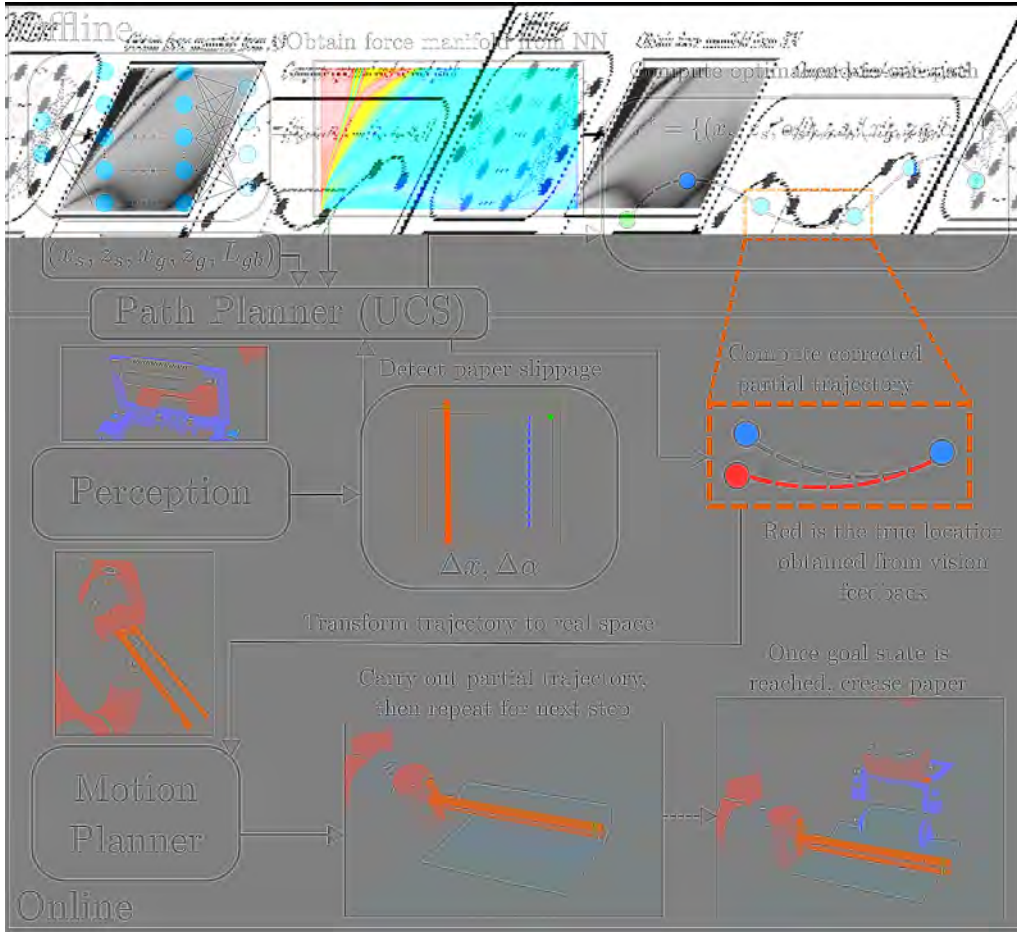 Offline
Obtain force manifold from NN
Compute optimal
path
(x_s, z_s, x_g, z_g, L_{gb})
Path Planner (UCS)
Detect paper slippage
Compute corrected
partial trajectory
Perception
Δx, Δα
Red is the true location
obtained from vision
feedback
Transform trajectory to real space
Carry out partial trajectory,
then repeat for next step
Once goal state is
reached, crease paper
Motion
Planner
Online